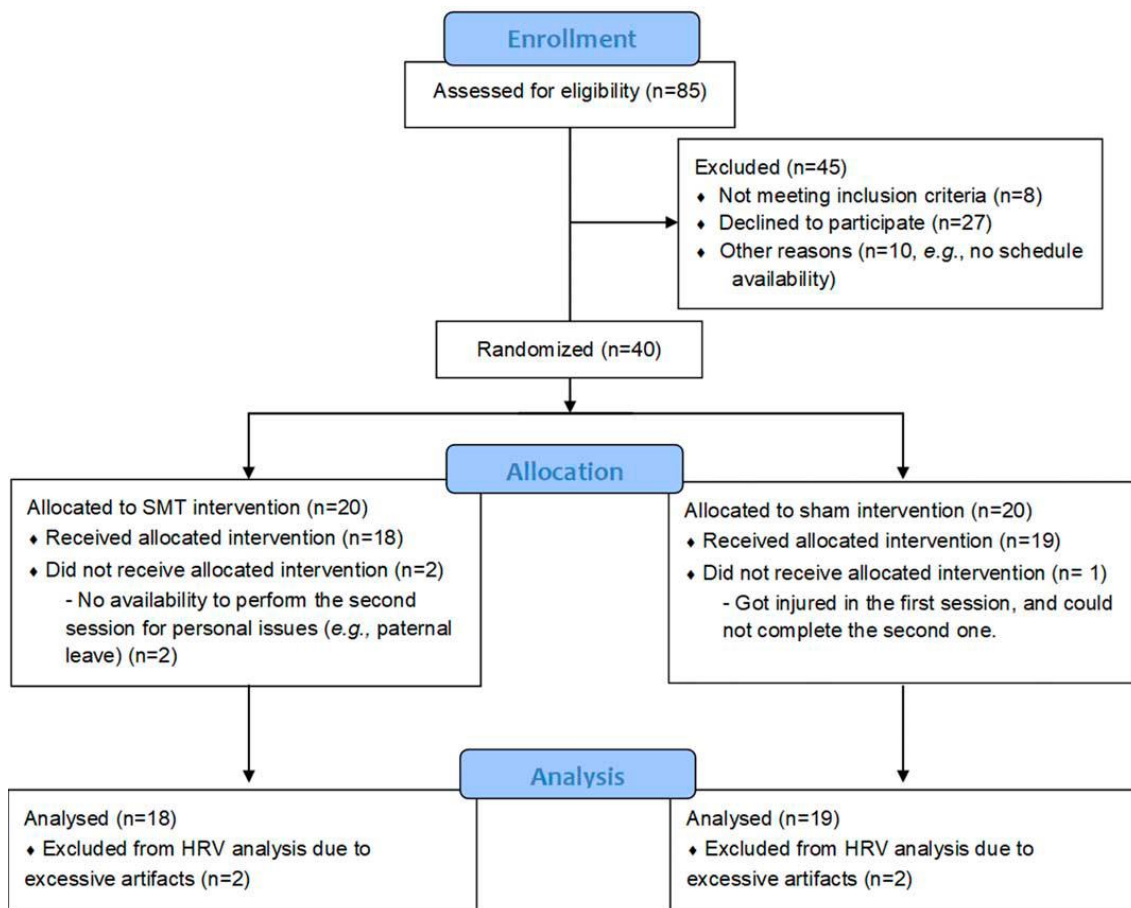 Enrollment
Assessed for eligibility (n=85)
Excluded (n=45)
♦ Not meeting inclusion criteria (n=8)
♦ Declined to participate (n=27)
♦ Other reasons (n=10, e.g., no schedule
availability)
Randomized (n=40)
Allocation
Allocated to SMT intervention (n=20)
♦ Received allocated intervention (n=18)
♦ Did not receive allocated intervention (n=2)
- No availability to perform the second
session for personal issues (e.g., paternal
leave) (n=2)
Allocated to sham intervention (n=20)
♦ Received allocated intervention (n=19)
♦ Did not receive allocated intervention (n= 1)
- Got injured in the first session, and could
not complete the second one.
Analysis
Analysed (n=18)
♦ Excluded from HRV analysis due to
excessive artifacts (n=2)
Analysed (n=19)
♦ Excluded from HRV analysis due to
excessive artifacts (n=2)